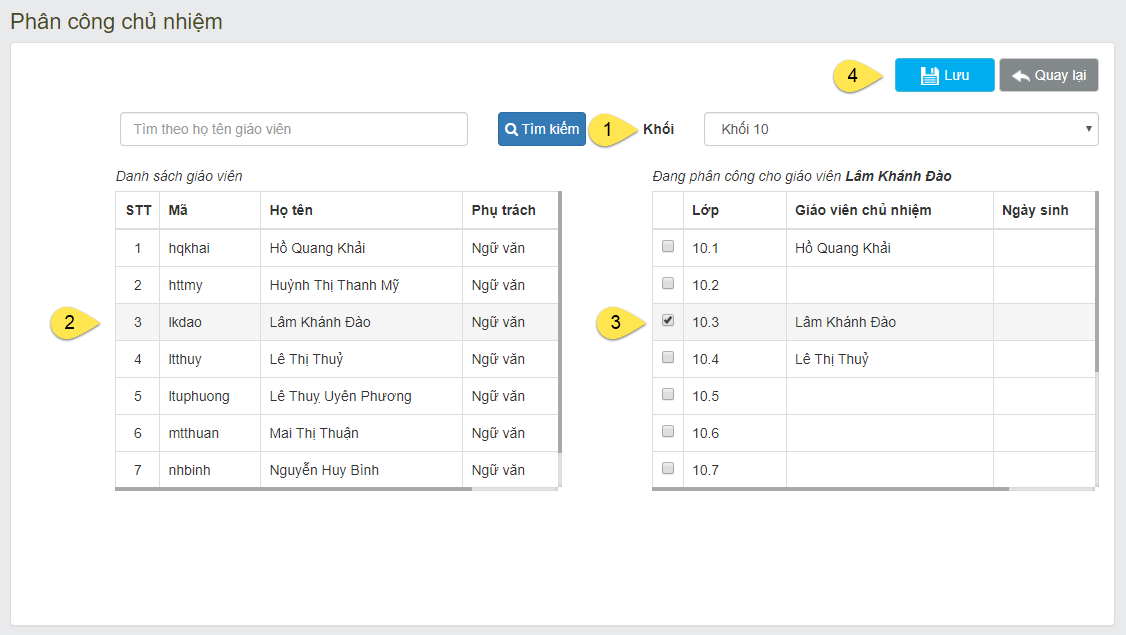 Phân công chủ nhiệm
4 Lưu Quay lại
Tìm theo họ tên giáo viên Tìm kiếm 1 Khối Khối 10
Danh sách giáo viên Đang phân công cho giáo viên Lâm Khánh Đào
STT Mã Họ tên Phụ trách Lớp Giáo viên chủ nhiệm Ngày sinh
1 hqkhai Hồ Quang Khải Ngữ văn 10.1 Hồ Quang Khải
2 httmy Huỳnh Thị Thanh Mỹ Ngữ văn 10.2
2 3 lkdao Lâm Khánh Đào Ngữ văn 3 10.3 Lâm Khánh Đào
4 ltthuy Lê Thị Thuỷ Ngữ văn 10.4 Lê Thị Thuỷ
5 ltuphuong Lê Thuỵ Uyên Phương Ngữ văn 10.5
6 mtthuan Mai Thị Thuận Ngữ văn 10.6
7 nhbinh Nguyễn Huy Bình Ngữ văn 10.7